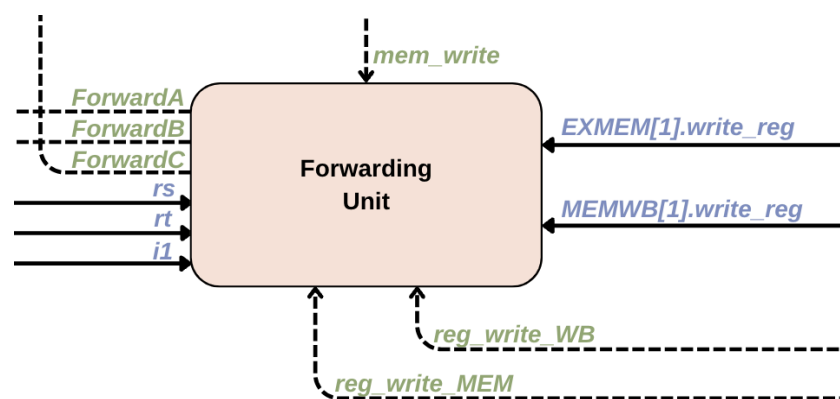 mem_write
ForwardA
ForwardB
ForwardC
rs
rt
i1
Forwarding
Unit
EXMEM[1].write_reg
MEMWB[1].write_reg
reg_write_WB
reg_write_MEM